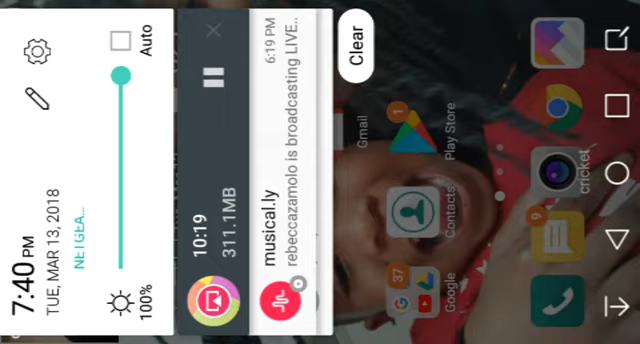 7:40 PM
TUE, MAR 13, 2018
NETGEA...
100%
Auto
10:19
311.1MB
musical.ly
6:19 PM
rebeccazamolo is broadcasting LIVE..
Clear
Gmail
1
Play Store
Contacts
37
Google
cricket
9